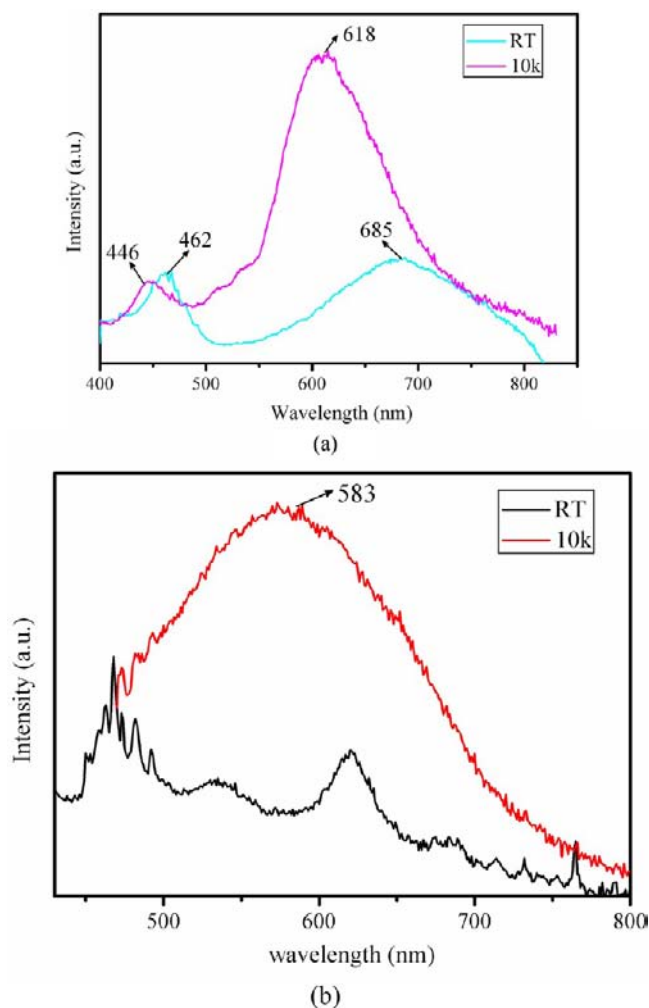 618
RT
10k
462
446
685
Intensity (a.u.)
400
500
600
700
800
Wavelength (nm)
(a)
583
RT
10k
Intensity (a.u.)
500
600
700
800
wavelength (nm)
(b)